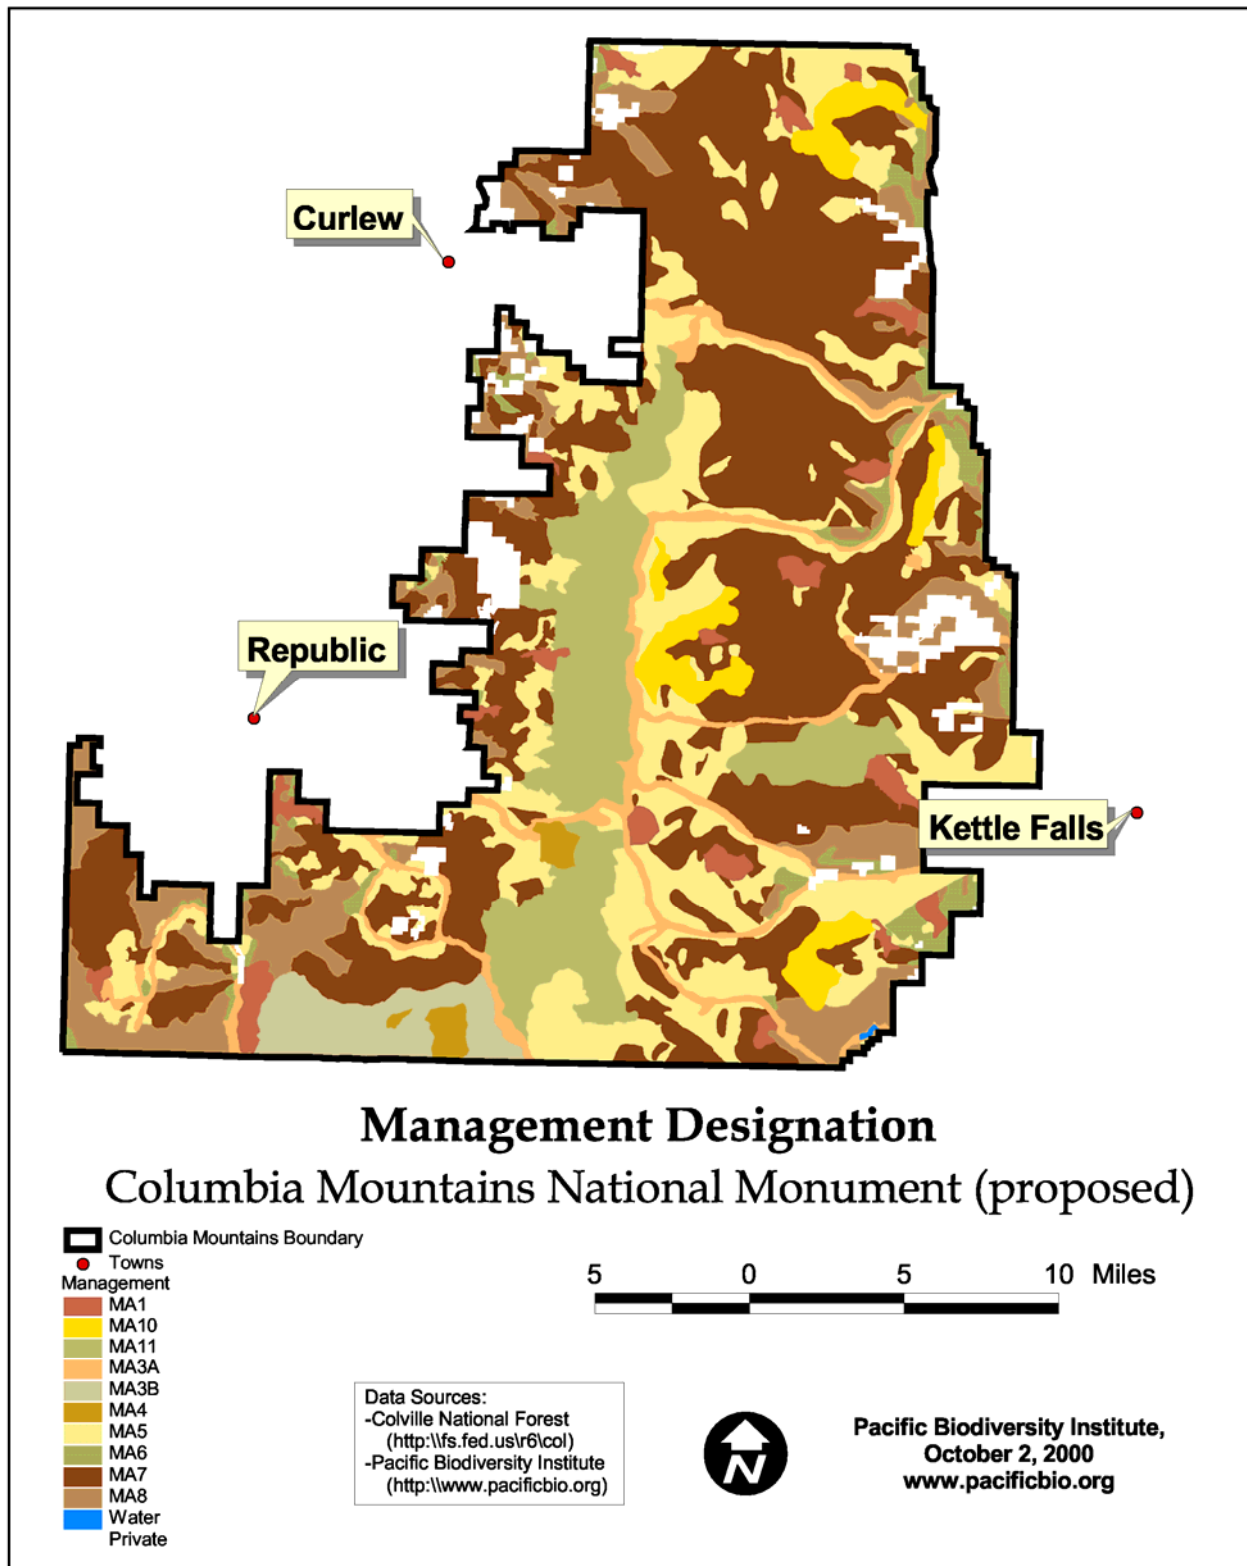 Curlew
Republic
Kettle Falls
Management Designation
Columbia Mountains National Monument (proposed)
Columbia Mountains Boundary
Towns
Management
MA1
MA10
MA11
MA3A
MA3B
MA4
MA5
MA6
MA7
MA8
Water
Private
5 0 5 10 Miles
Data Sources:
-Colville National Forest
(http:\\fs.fed.us\r6\col)
-Pacific Biodiversity Institute
(http:\\www.pacificbio.org)
N
Pacific Biodiversity Institute,
October 2, 2000
www.pacificbio.org